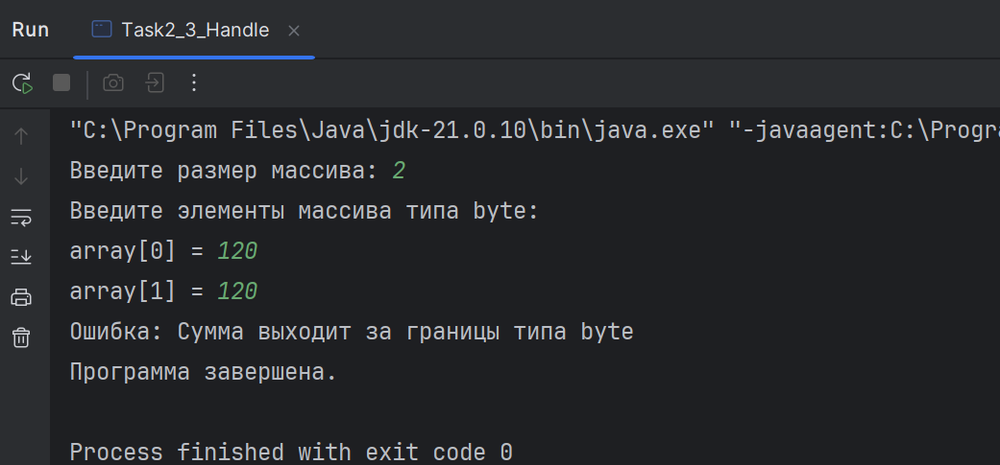 Run Task2_3_Handle
"C:\Program Files\Java\jdk-21.0.10\bin\java.exe" "-javaagent:C:\Progra
Введите размер массива: 2
Введите элементы массива типа byte:
array[0] = 120
array[1] = 120
Ошибка: Сумма выходит за границы типа byte
Программа завершена.
Process finished with exit code 0